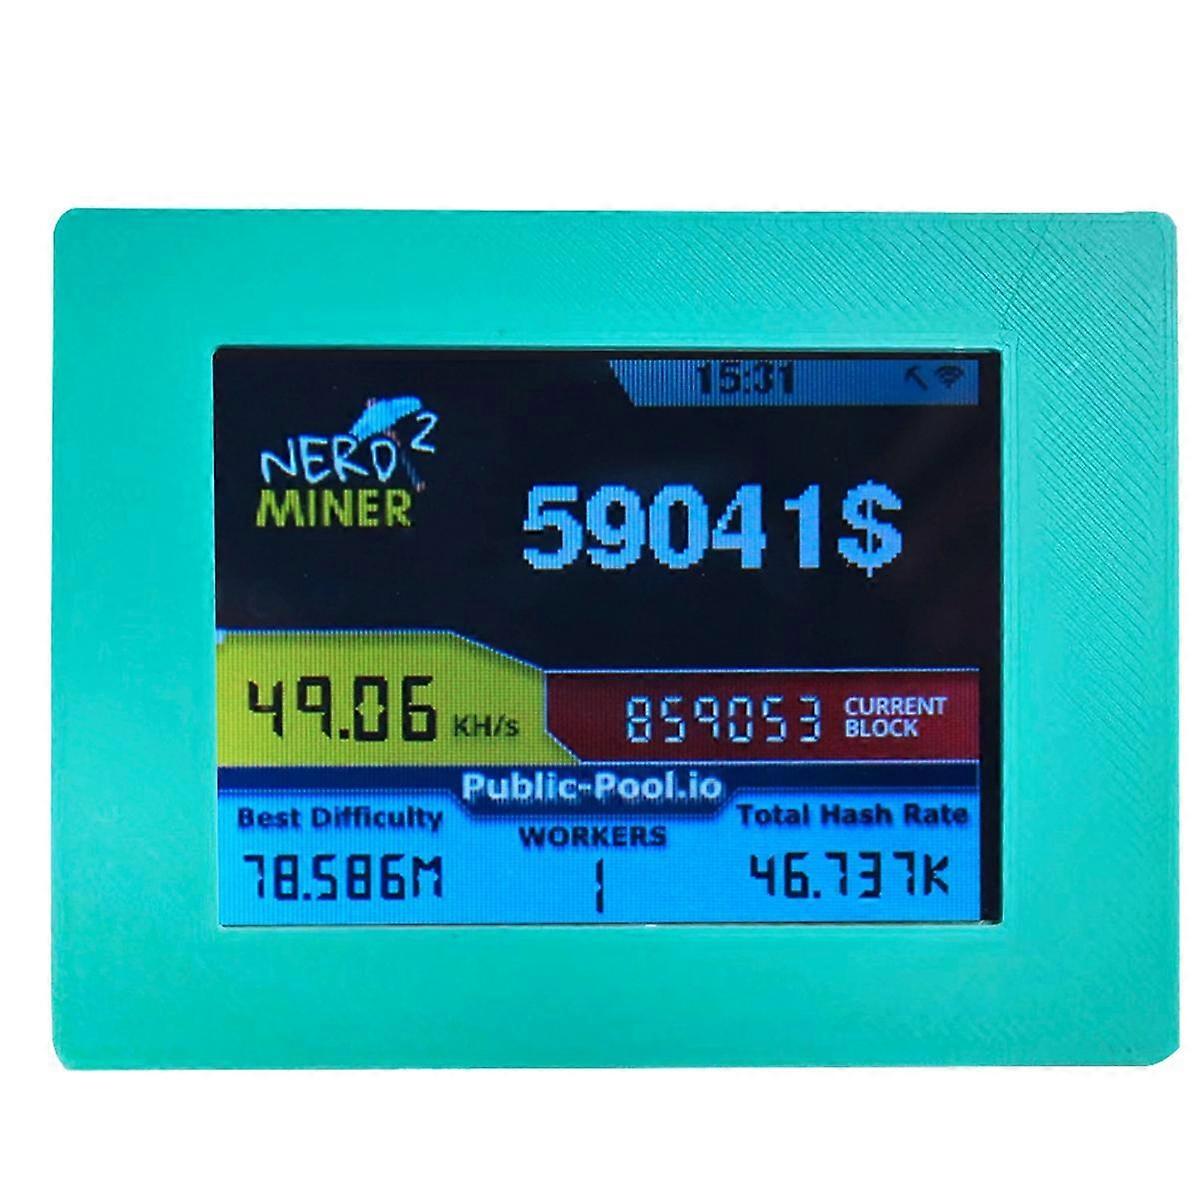 15:31
NERD 2
MINER
59041$
49.06 KH/s
859053 CURRENT BLOCK
Public-Pool.io
Best Difficulty
WORKERS
Total Hash Rate
78.586M
1
46.737K